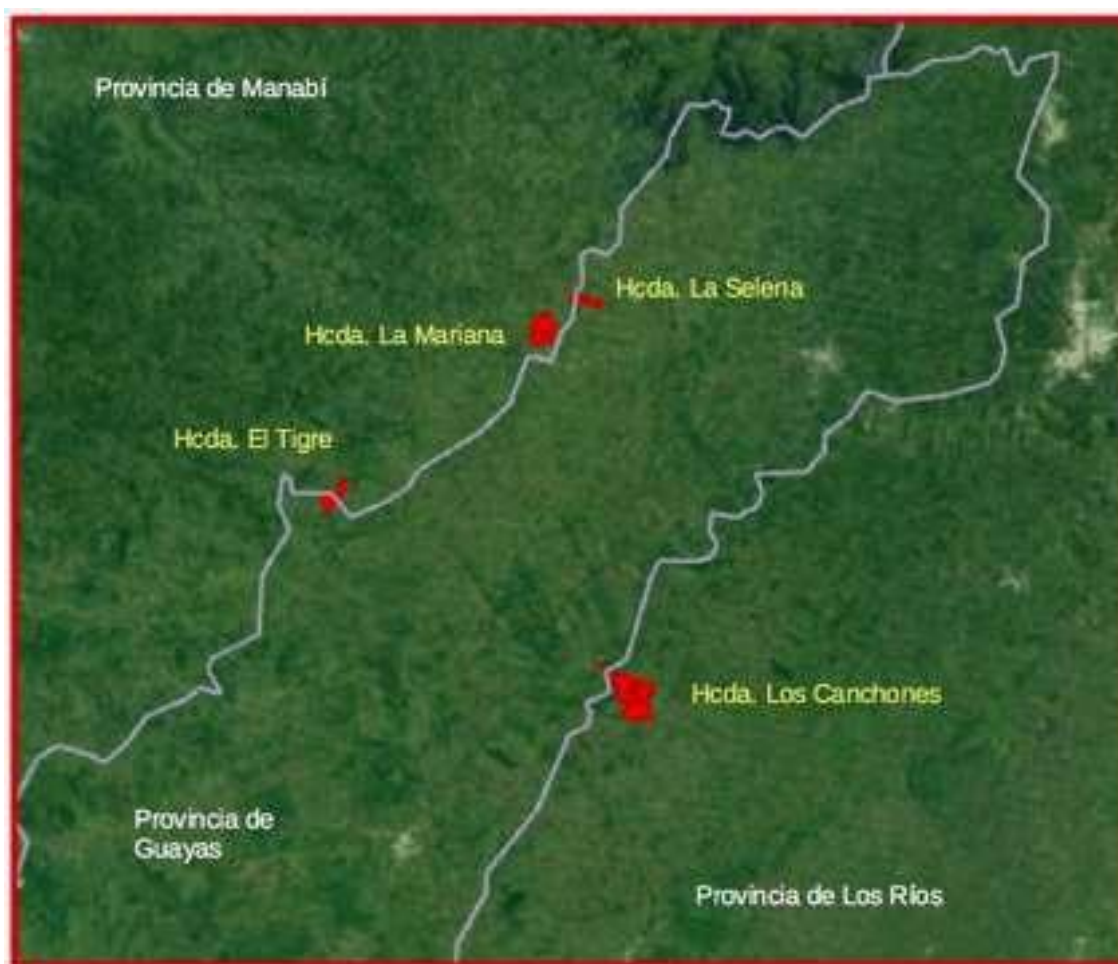 Provincia de Manabí
Hcda. La Seleria
Hcda. La Mariana
Hcda. El Tigre
Hcda. Los Canchones
Provincia de
Guayas
Provincia de Los Ríos